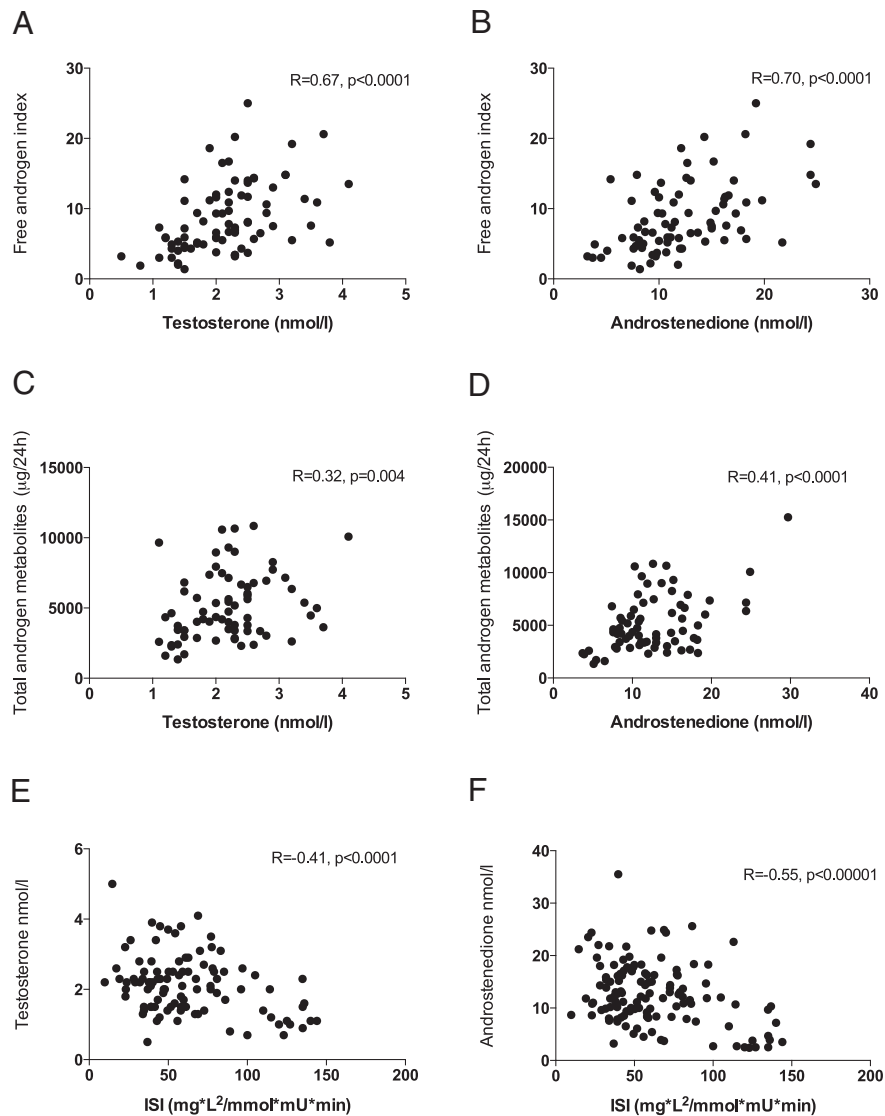 A
B
R=0.67, p<0.0001
R=0.70, p<0.0001
Free androgen index
Free androgen index
30
20
10
0
0 1 2 3 4 5
Testosterone (nmol/l)
30
20
10
0
0 10 20 30
Androstenedione (nmol/l)
C
D
R=0.32, p=0.004
R=0.41, p<0.0001
Total androgen metabolites (µg/24h)
Total androgen metabolites (µg/24h)
15000
10000
5000
0
0 1 2 3 4 5
Testosterone (nmol/l)
20000
15000
10000
5000
0
0 10 20 30 40
Androstenedione (nmol/l)
E
F
R=-0.41, p<0.0001
R=-0.55, p<0.00001
Testosterone nmol/l
Androstenedione nmol/l
6
4
2
0
0 50 100 150 200
ISI (mg*L²/mmol*mU*min)
40
30
20
10
0
0 50 100 150 200
ISI (mg*L²/mmol*mU*min)